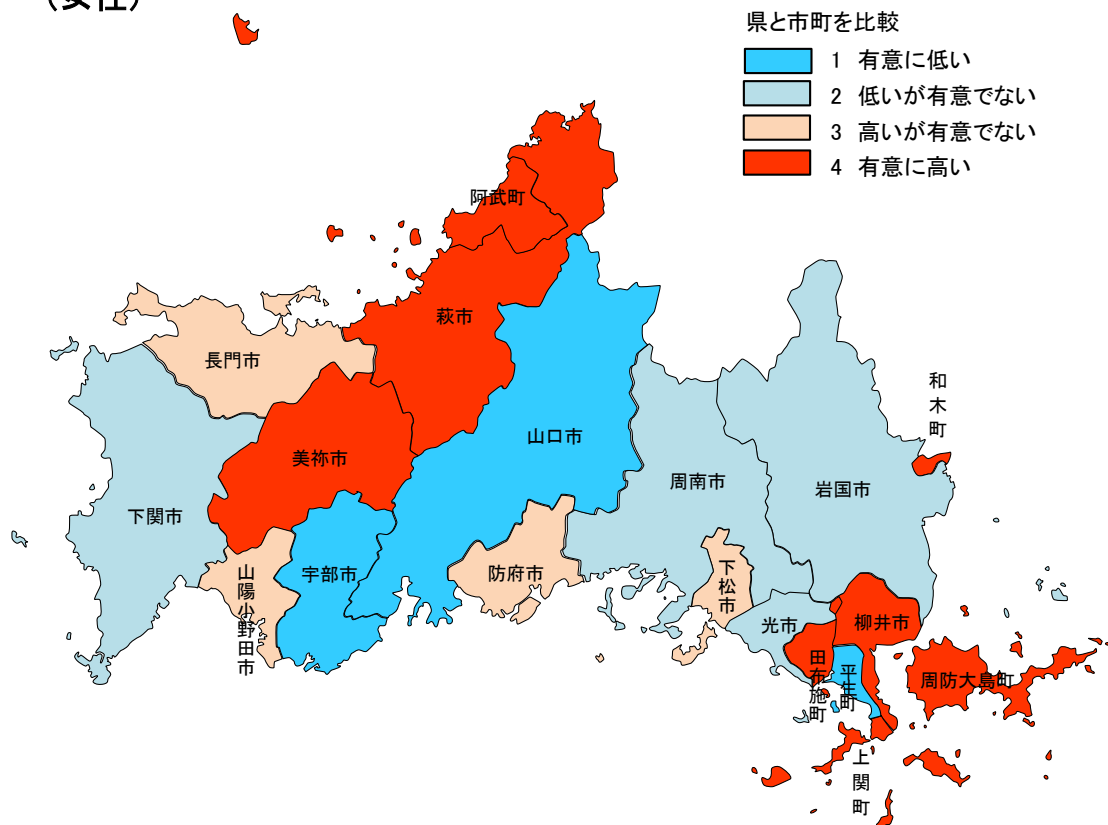 （女性）
県と市町を比較
1 有意に低い
2 低いが有意でない
3 高いが有意でない
4 有意に高い
阿武町
萩市
長門市
和木町
山口市
美祢市
周南市
岩国市
下関市
宇部市
防府市
下松市
山陽小野田市
光市
柳井市
田布施町
平生町
周防大島町
上関町